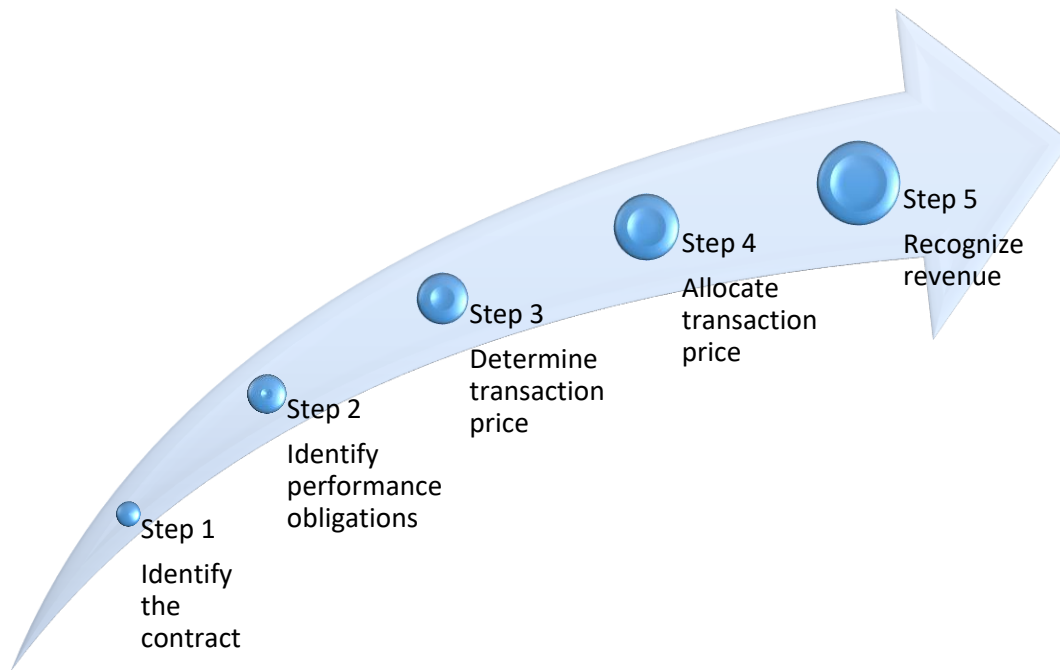 Step 1
Identify
the
contract
Step 2
Identify
performance
obligations
Step 3
Determine
transaction
price
Step 4
Allocate
transaction
price
Step 5
Recognize
revenue